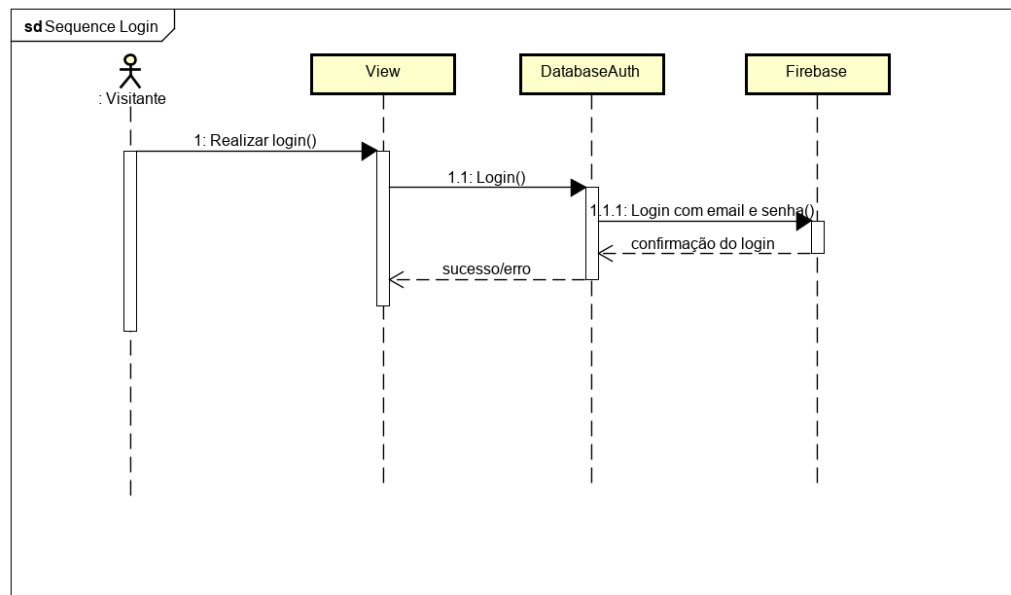 sd Sequence Login
: Visitante
View
DatabaseAuth
Firebase
1: Realizar login()
1.1: Login()
1.1.1: Login com email e senha()
confirmação do login
sucesso/erro